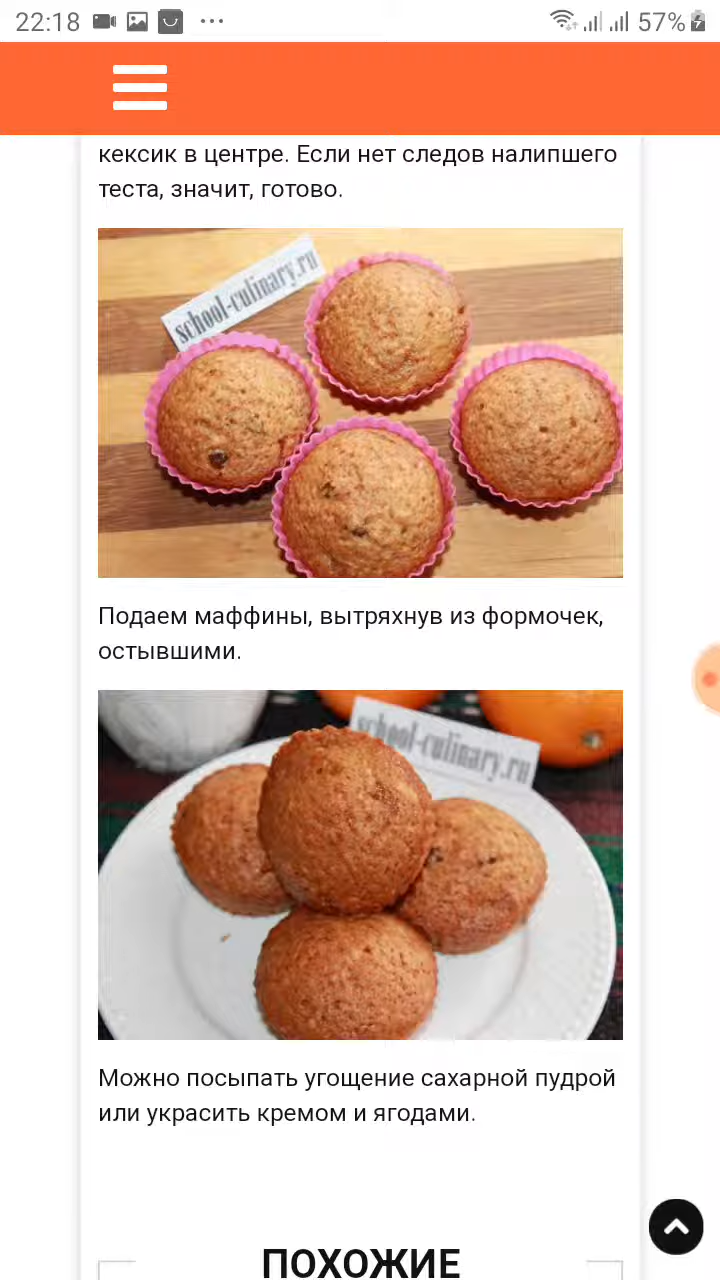 22:18
57%
кексик в центре. Если нет следов налипшего
теста, значит, готово.
school-culinary.ru
Подаем маффины, вытряхнув из формочек,
остывшими.
school-culinary.ru
Можно посыпать угощение сахарной пудрой
или украсить кремом и ягодами.
ПОХОЖИЕ